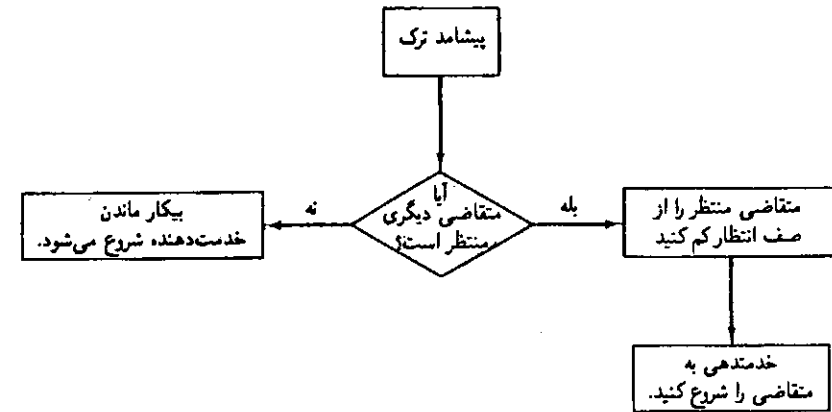 پیشامد ترک
آیا
متقاضی دیگری
منتظر است؟
بله
نه
متقاضی منتظر را از
صف انتظار کم کنید
بیکار ماندن
خدمت‌دهنده شروع می‌شود.
خدمتدهی به
متقاضی را شروع کنید.